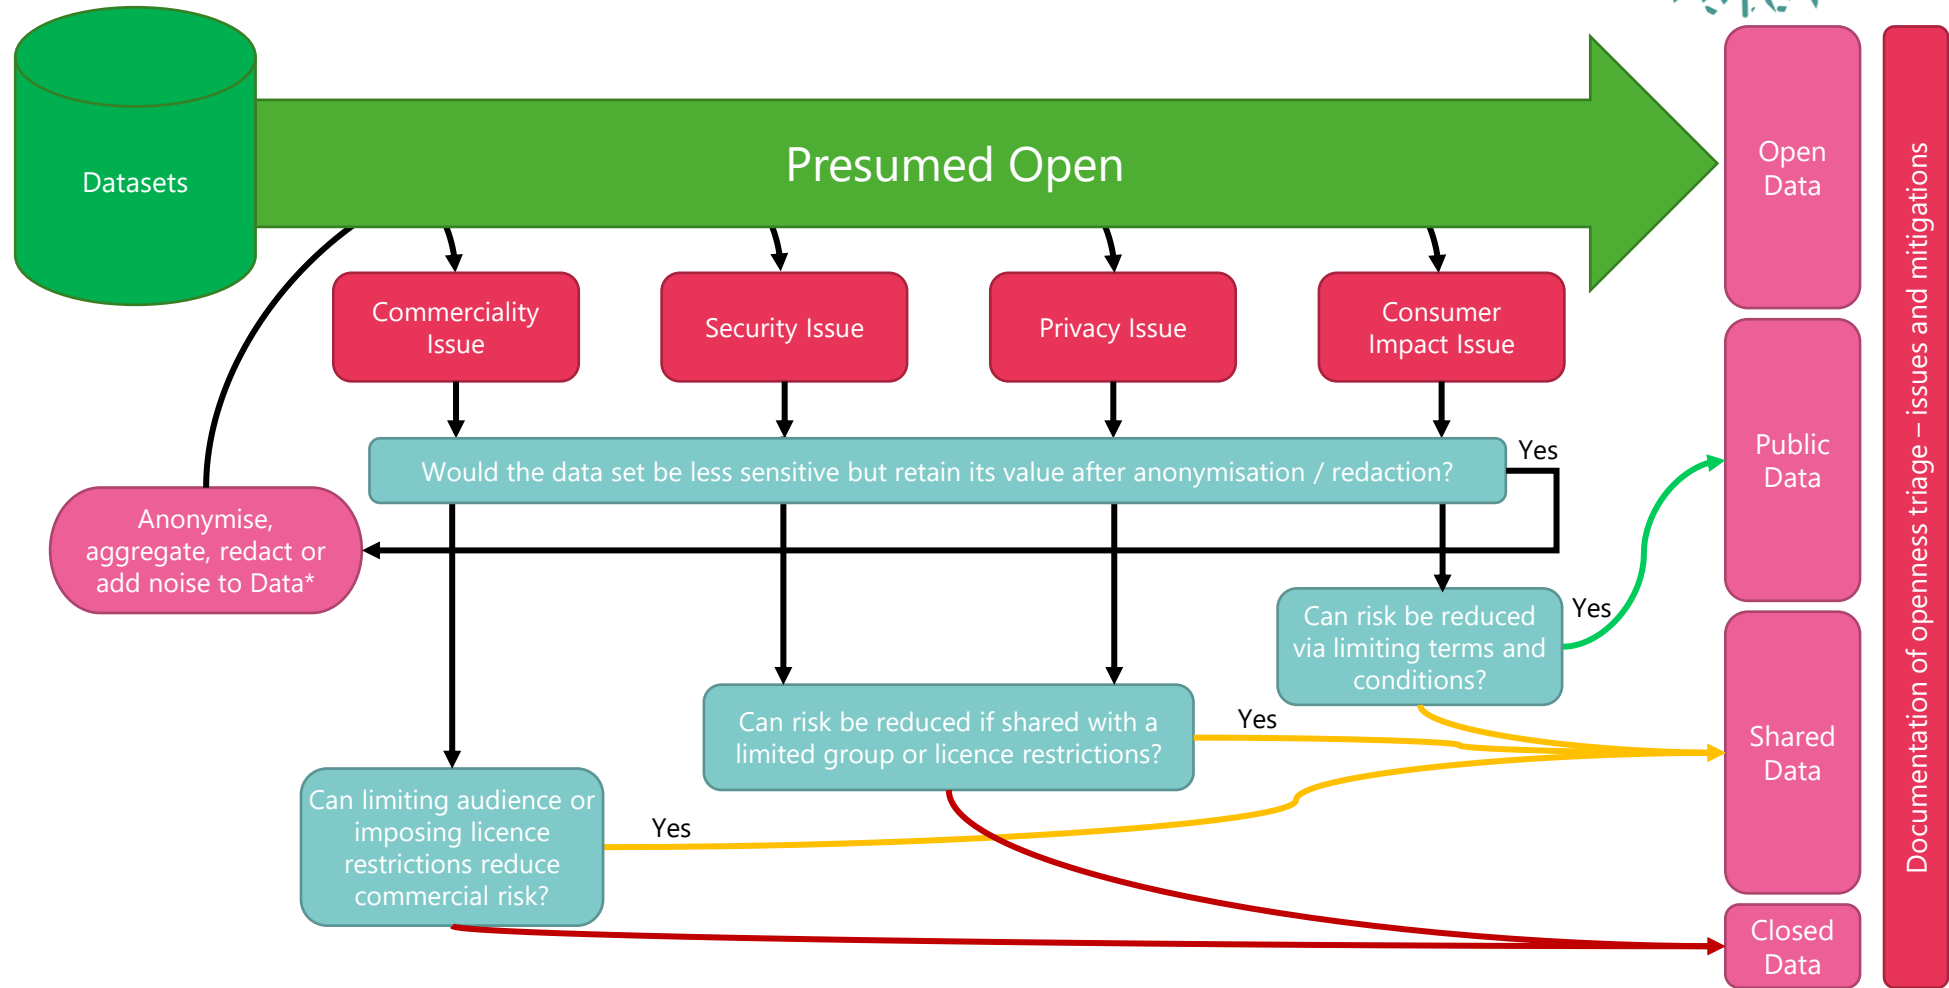 Datasets
Presumed Open
Open
Data
Commerciality
Issue
Security Issue
Privacy Issue
Consumer
Impact Issue
Would the data set be less sensitive but retain its value after anonymisation / redaction?
Yes
Public
Data
Anonymise,
aggregate, redact or
add noise to Data*
Can risk be reduced
via limiting terms and
conditions?
Yes
Can risk be reduced if shared with a
limited group or licence restrictions?
Yes
Shared
Data
Can limiting audience or
imposing licence
restrictions reduce
commercial risk?
Yes
Closed
Data
Documentation of openness triage – issues and mitigations